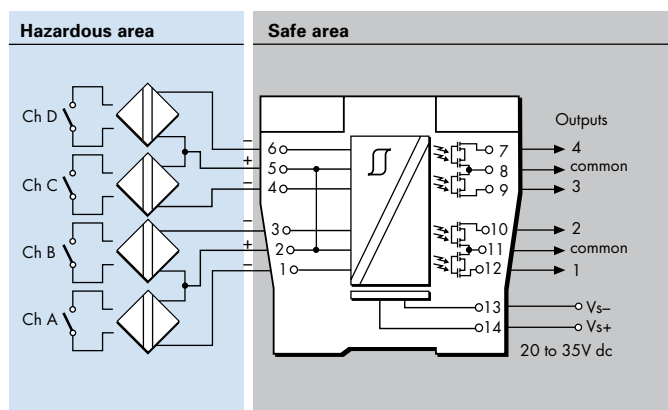 Hazardous area
Safe area
Ch D
Ch C
Ch B
Ch A
–
6
+
5
–
4
–
3
+
2
–
1
Outputs
7 4
8 common
9 3
10 2
11 common
12 1
13 Vs–
14 Vs+
20 to 35V dc